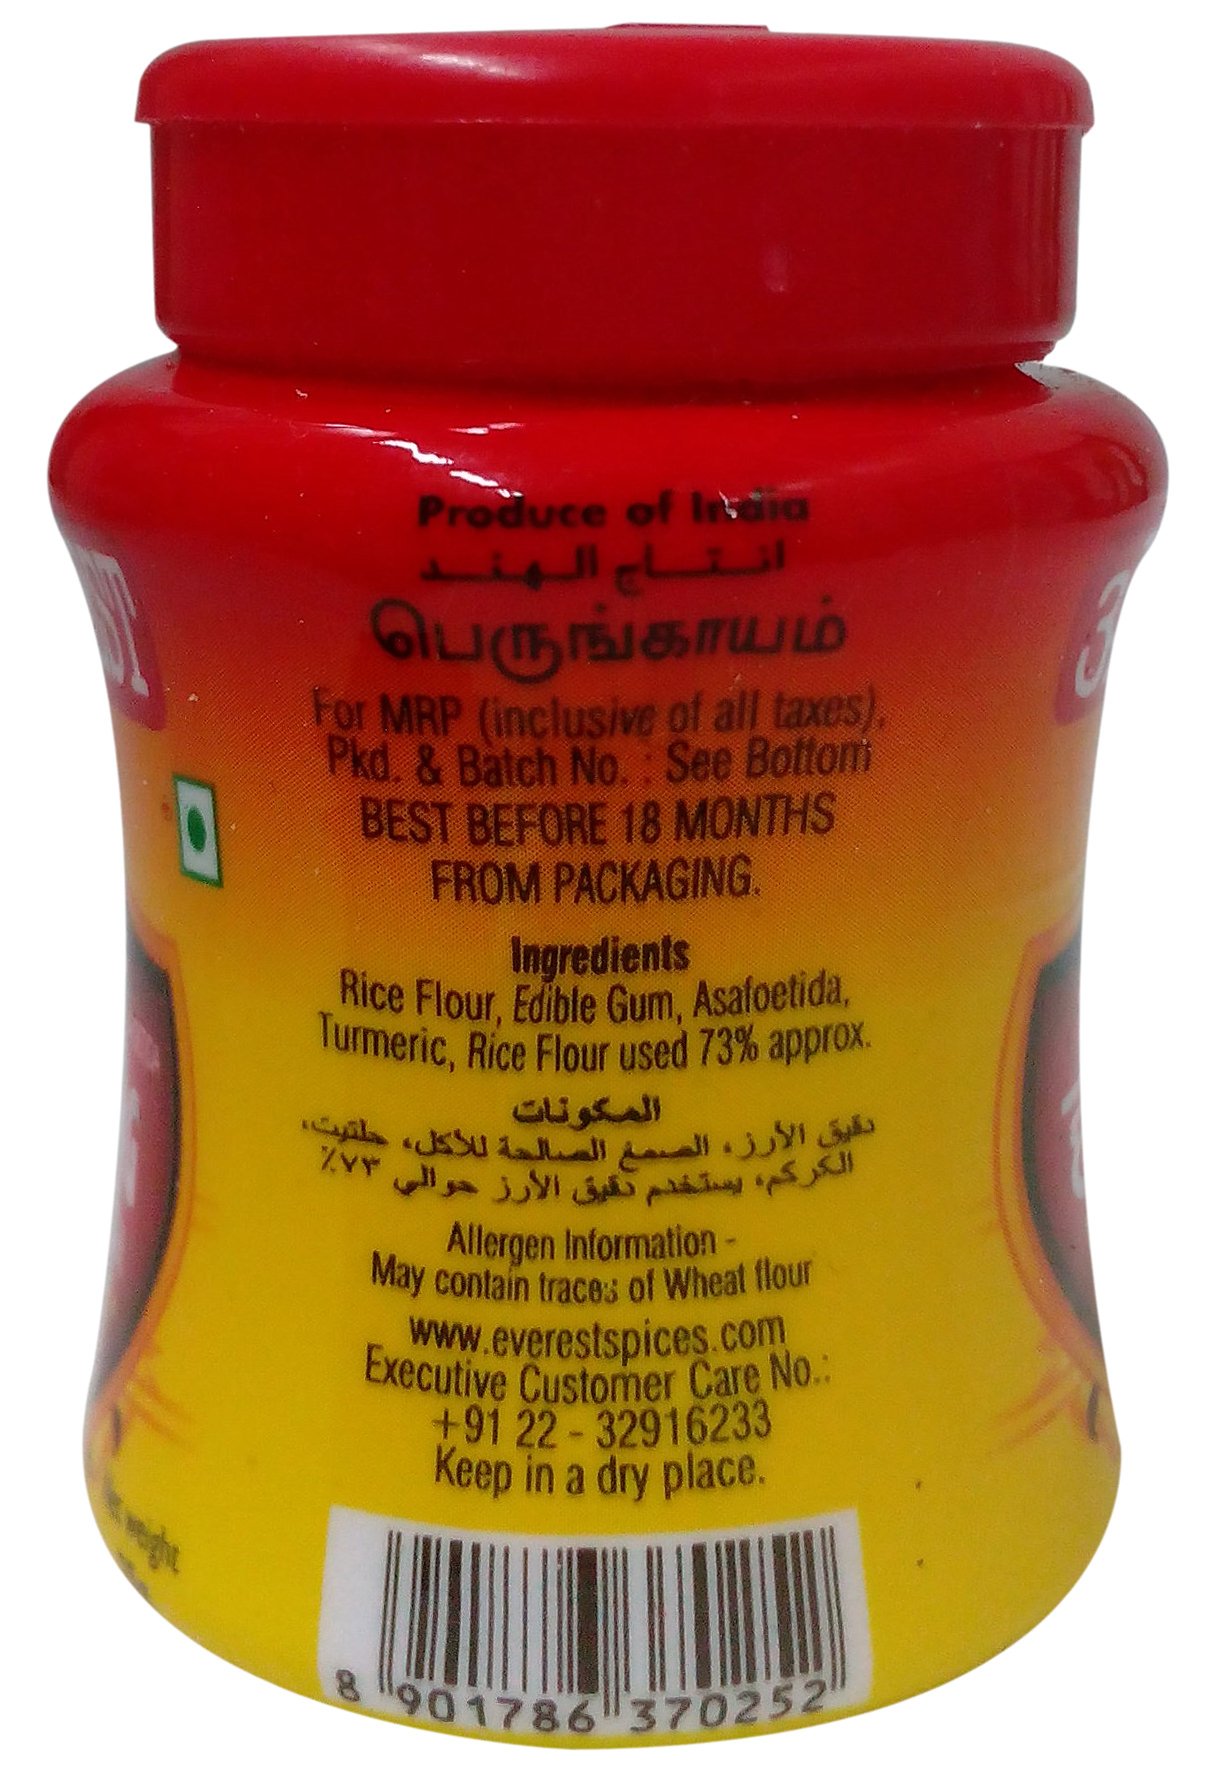 Produce of India
انتاج الهند
பெருங்காயம்
For MRP (inclusive of all taxes),
Pkd. & Batch No. : See Bottom
BEST BEFORE 18 MONTHS
FROM PACKAGING.
Ingredients
Rice Flour, Edible Gum, Asafoetida,
Turmeric, Rice Flour used 73% approx.
المكونات
دقيق الأرز، الصمغ الصالحة للأكل، حلتيت،
الكركم، يستخدم دقيق الأرز حوالي ٧٣٪
Allergen Information -
May contain traces of Wheat flour
www.everestspices.com
Executive Customer Care No.:
+91 22 - 32916233
Keep in a dry place.
8 901786 370252